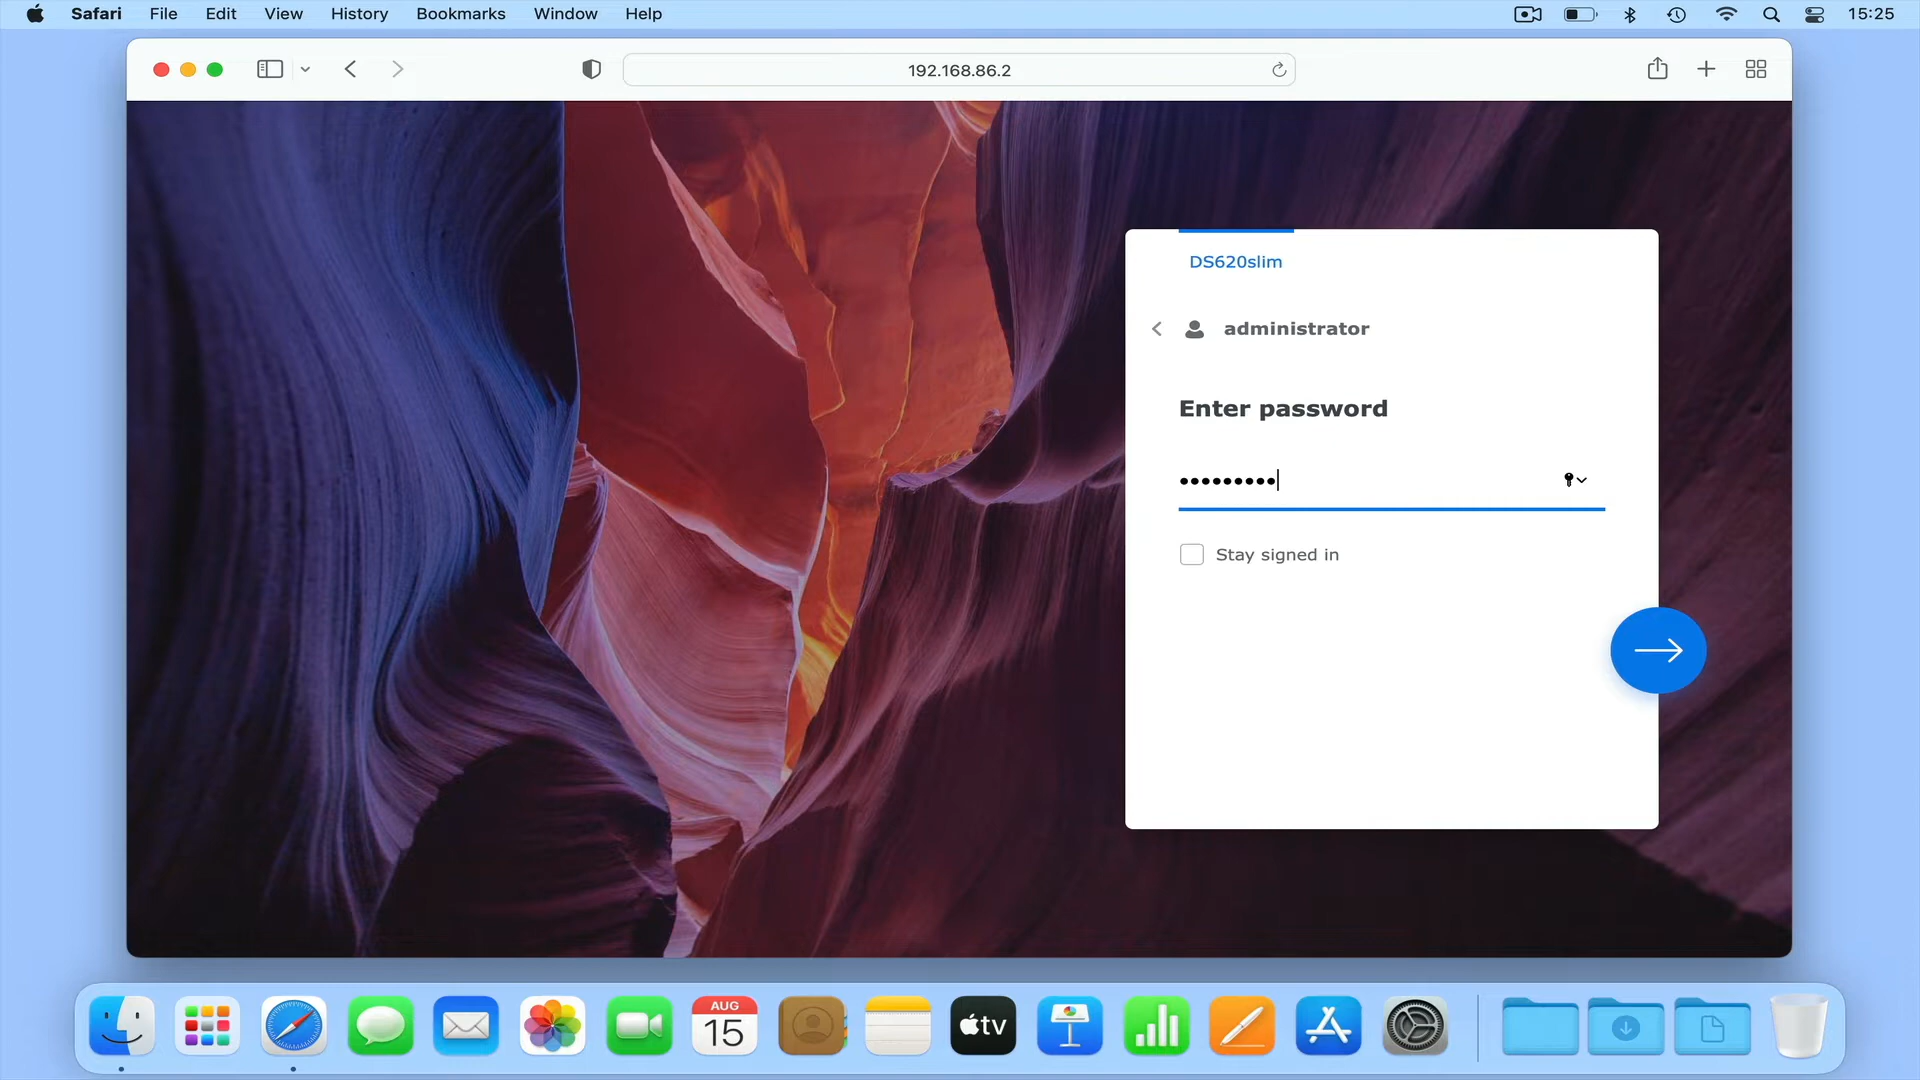 Safari File Edit View History Bookmarks Window Help 15:25
192.168.86.2
DS620slim
administrator
Enter password
•••••••••
Stay signed in
AUG
15
tv